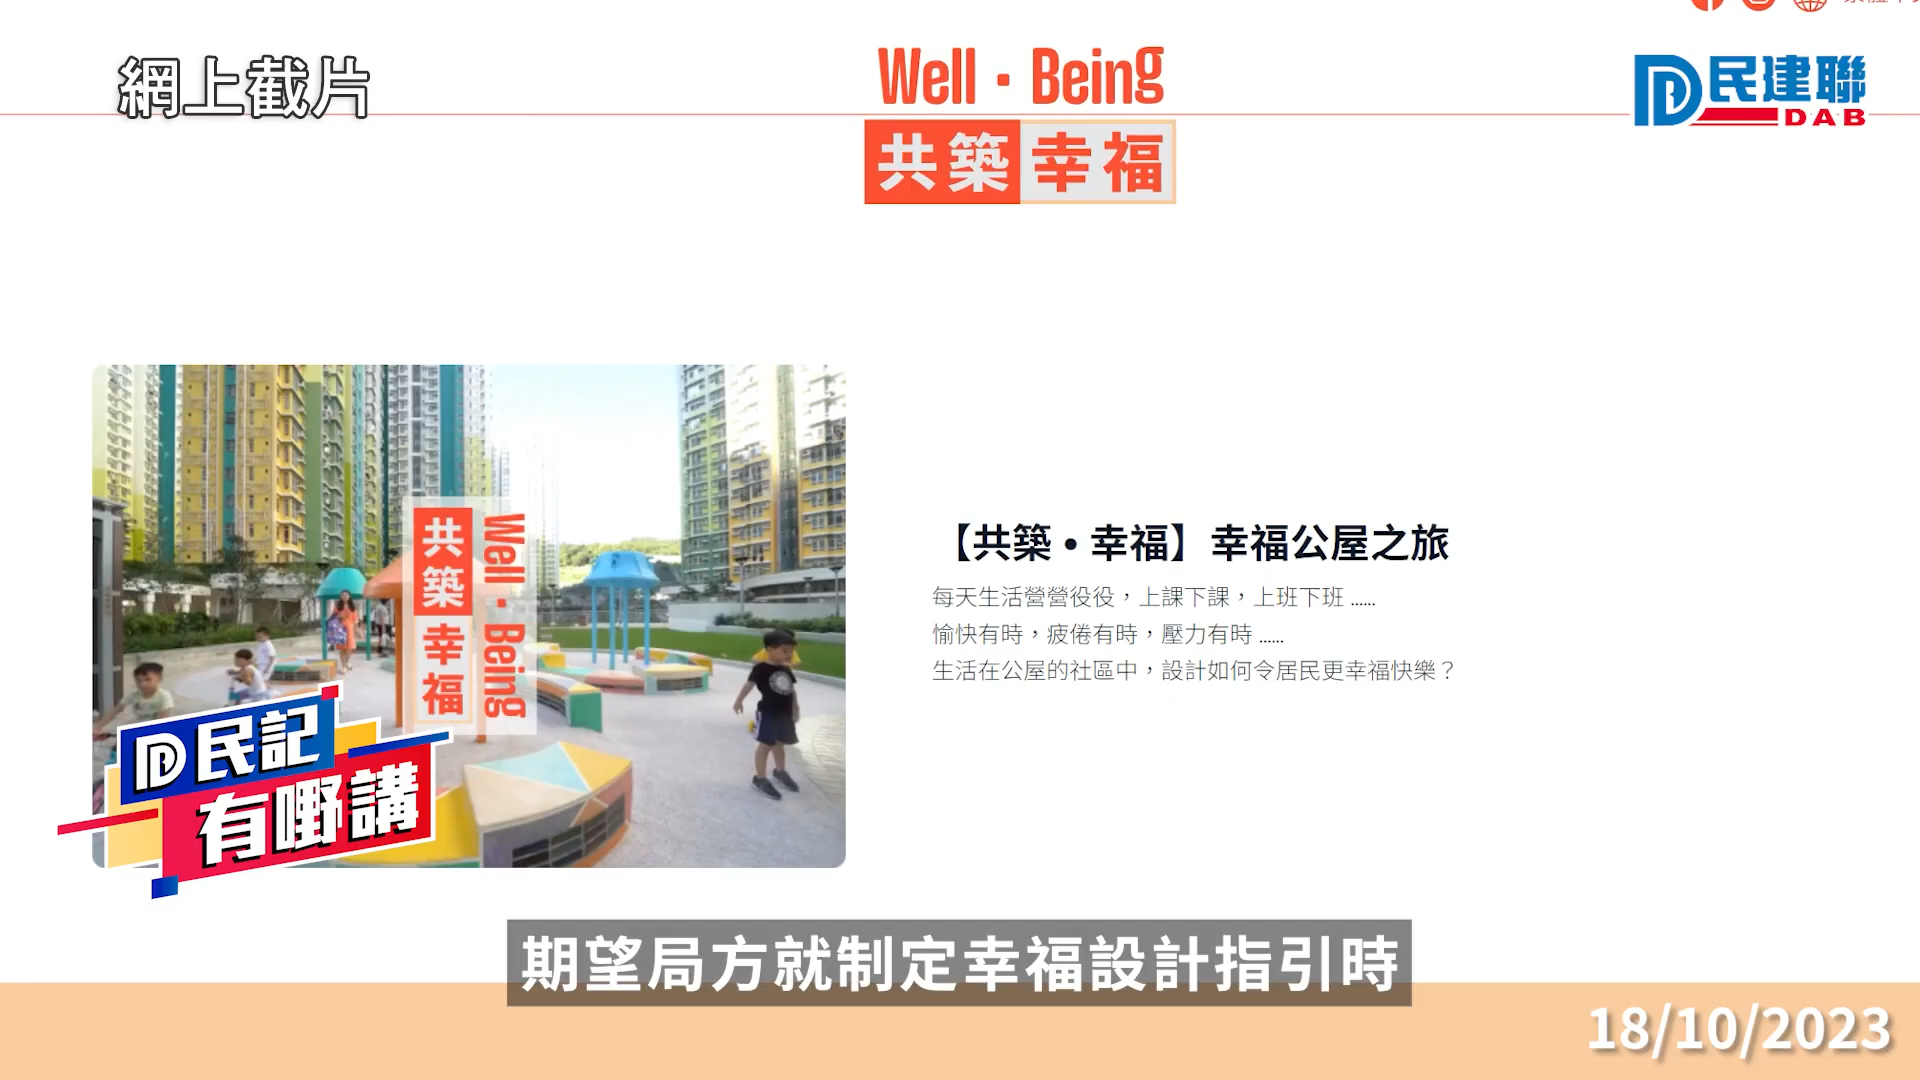 網上截片
Well · Being
共築幸福
民建聯
DAB
共築幸福
Well · Being
【共築 • 幸福】幸福公屋之旅
每天生活營營役役，上課下課，上班下班 ......
愉快有時，疲倦有時，壓力有時 ......
生活在公屋的社區中，設計如何令居民更幸福快樂？
民記
有嘢講
期望局方就制定幸福設計指引時
18/10/2023